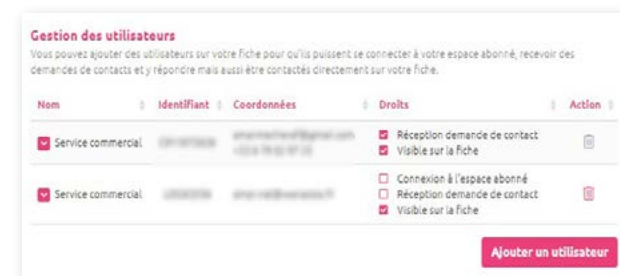 Gestion des utilisateurs
Vous pouvez ajouter des utilisateurs sur votre fiche pour qu'ils puissent se connecter à votre espace abonné, recevoir des
demandes de contacts et y répondre mais aussi être contactés directement sur votre fiche.
Nom Identifiant Coordonnées Droits Action
Service commercial
Réception demande de contact
Visible sur la fiche
Connexion à l'espace abonné
Service commercial
Réception demande de contact
Visible sur la fiche
Ajouter un utilisateur